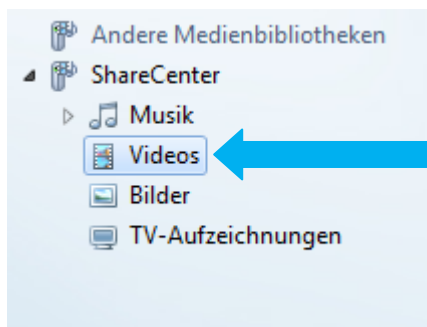 Andere Medienbibliotheken
ShareCenter
Musik
Videos
Bilder
TV-Aufzeichnungen